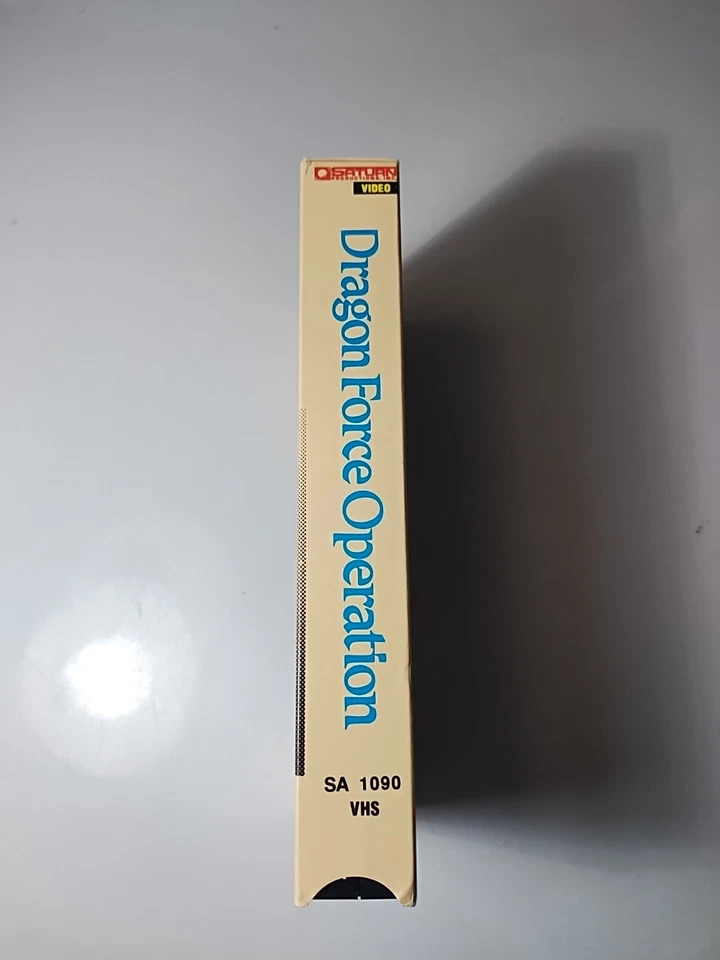 SATURN
PRODUCTIONS, INC.
VIDEO
Dragon Force Operation
SA 1090
VHS